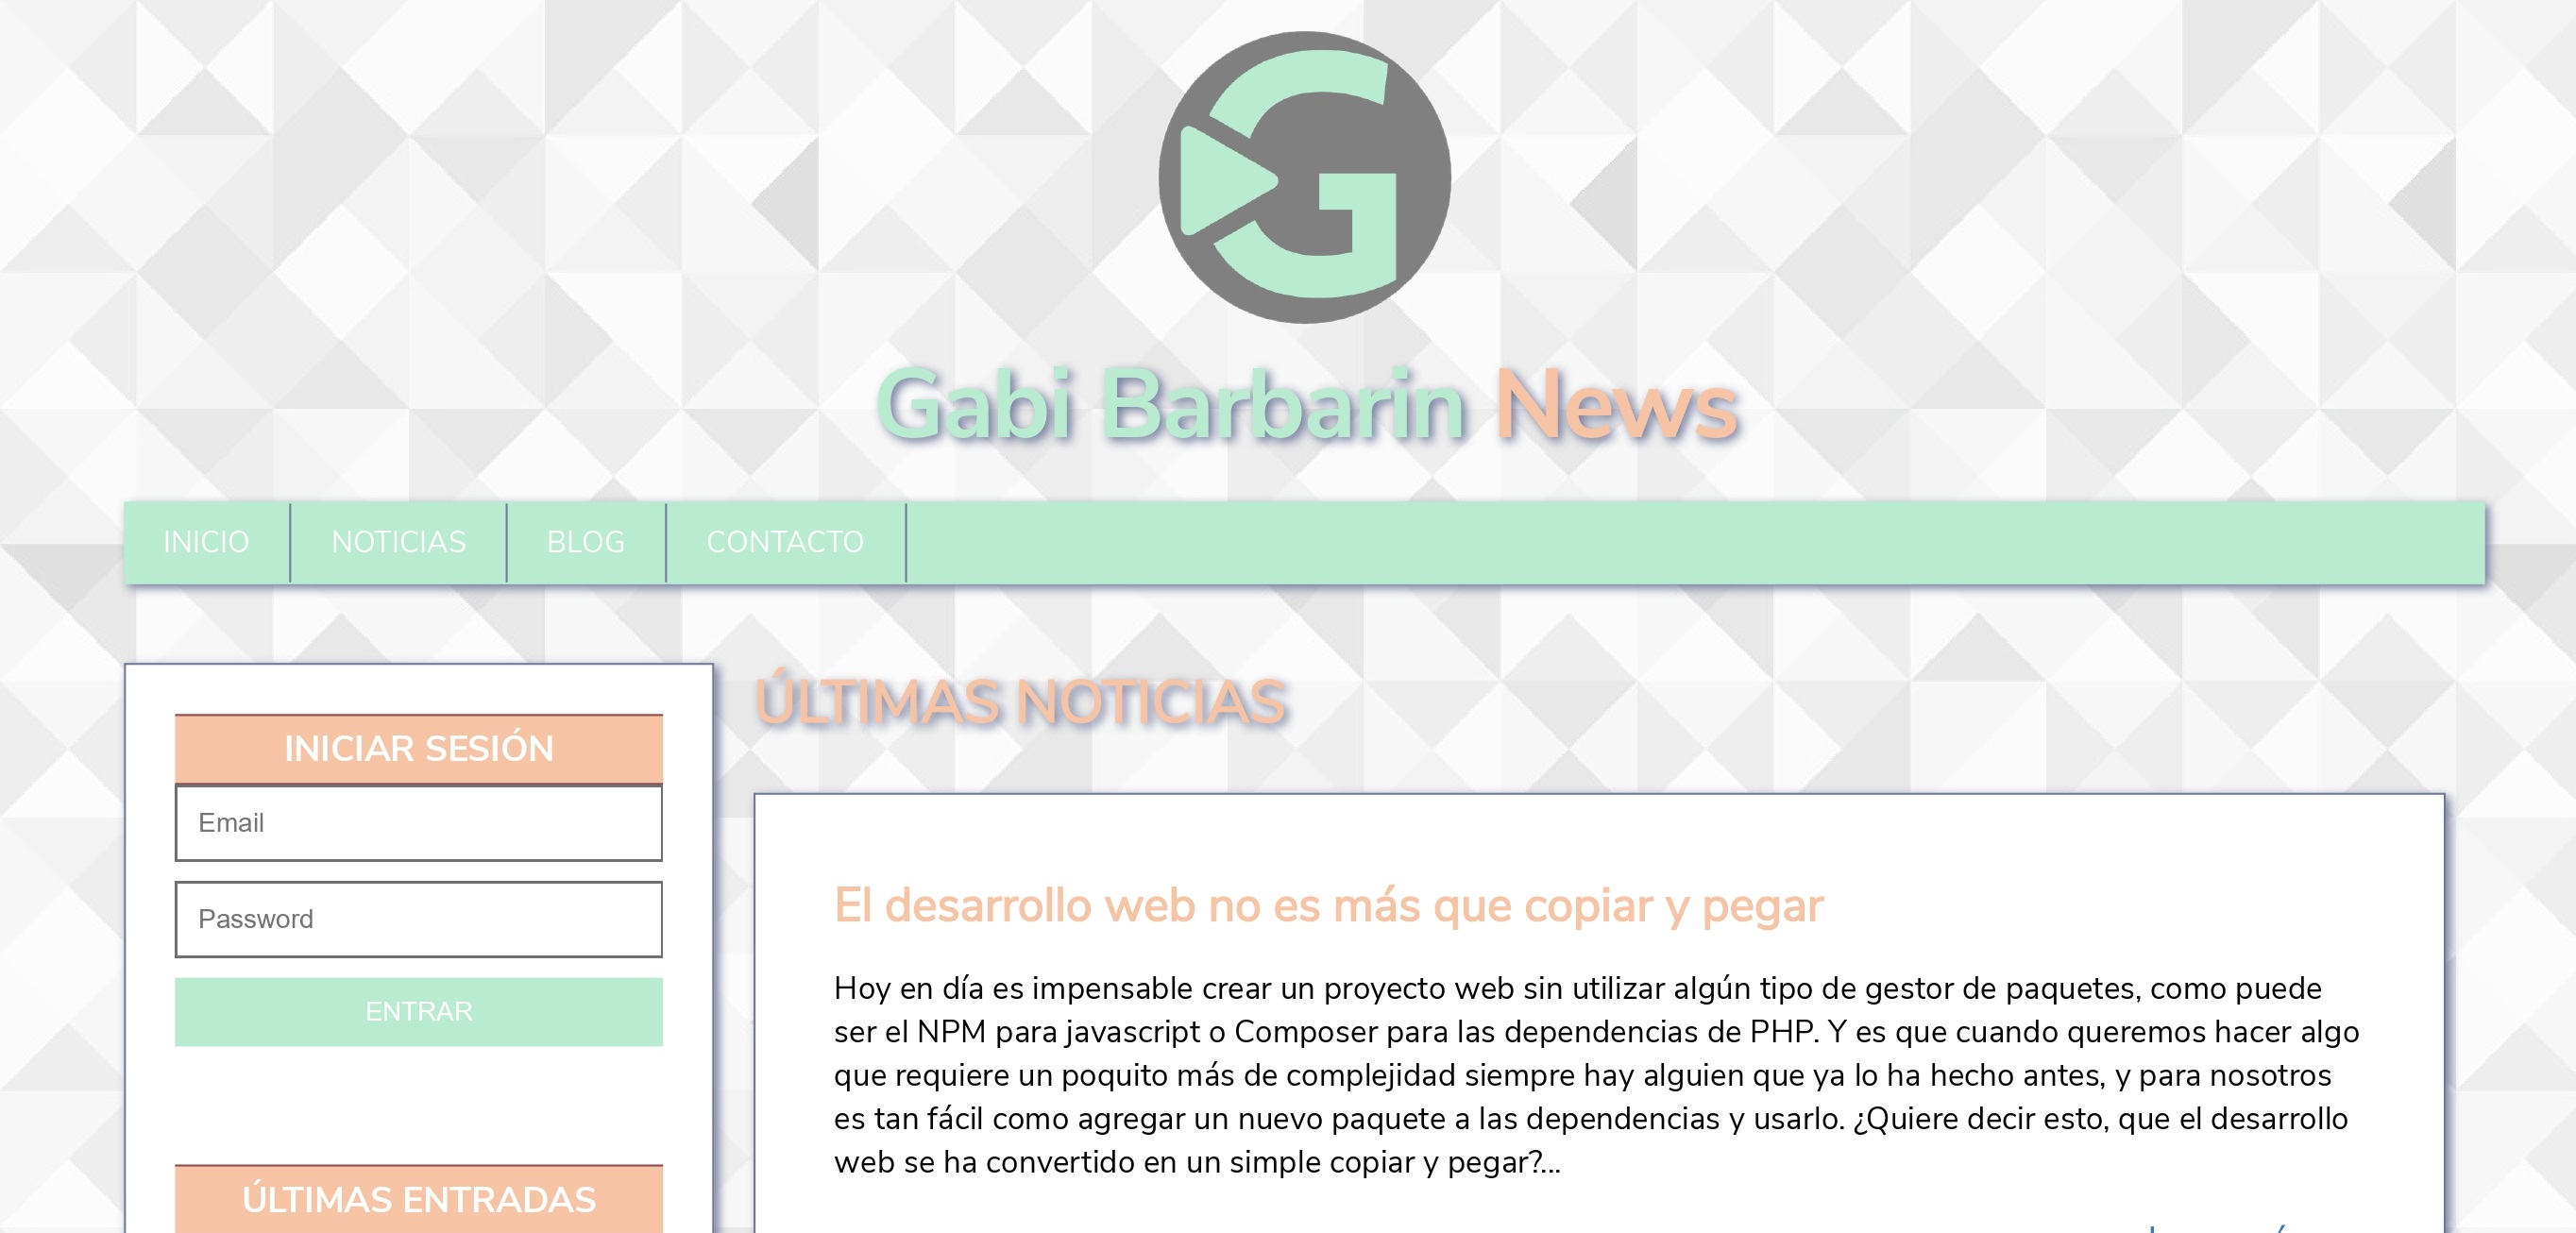 Gabi Barbarin News
INICIO NOTICIAS BLOG CONTACTO
INICIAR SESIÓN
Email
Password
ENTRAR
ÚLTIMAS ENTRADAS
ÚLTIMAS NOTICIAS
El desarrollo web no es más que copiar y pegar
Hoy en día es impensable crear un proyecto web sin utilizar algún tipo de gestor de paquetes, como puede
ser el NPM para javascript o Composer para las dependencias de PHP. Y es que cuando queremos hacer algo
que requiere un poquito más de complejidad siempre hay alguien que ya lo ha hecho antes, y para nosotros
es tan fácil como agregar un nuevo paquete a las dependencias y usarlo. ¿Quiere decir esto, que el desarrollo
web se ha convertido en un simple copiar y pegar?...